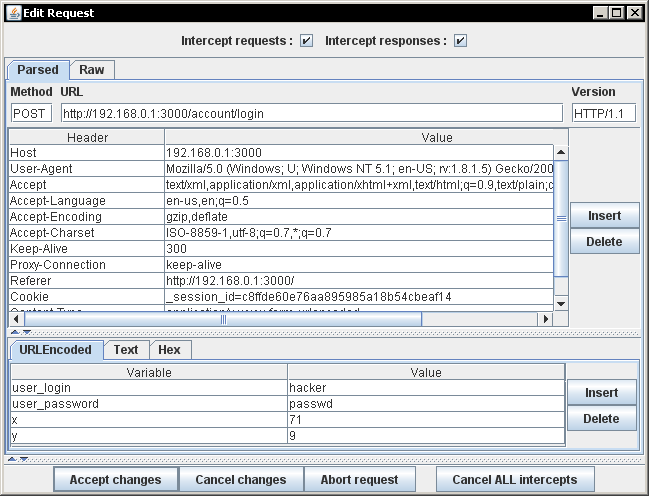 Edit Request
Intercept requests : Intercept responses :
Parsed Raw
Method URL Version
POST http://192.168.0.1:3000/account/login HTTP/1.1
Header Value
Host 192.168.0.1:3000
User-Agent Mozilla/5.0 (Windows; U; Windows NT 5.1; en-US; rv:1.8.1.5) Gecko/200
Accept text/xml,application/xml,application/xhtml+xml,text/html;q=0.9,text/plain;c
Accept-Language en-us,en;q=0.5
Accept-Encoding gzip,deflate
Insert
Accept-Charset ISO-8859-1,utf-8;q=0.7,*;q=0.7
Delete
Keep-Alive 300
Proxy-Connection keep-alive
Referer http://192.168.0.1:3000/
Cookie _session_id=c8ffde60e76aa895985a18b54cbeaf14
Content-Type application/x-www-form-urlencoded
URLEncoded Text Hex
Variable Value
user_login hacker
Insert
user_password passwd
x 71
Delete
y 9
Accept changes Cancel changes Abort request Cancel ALL intercepts